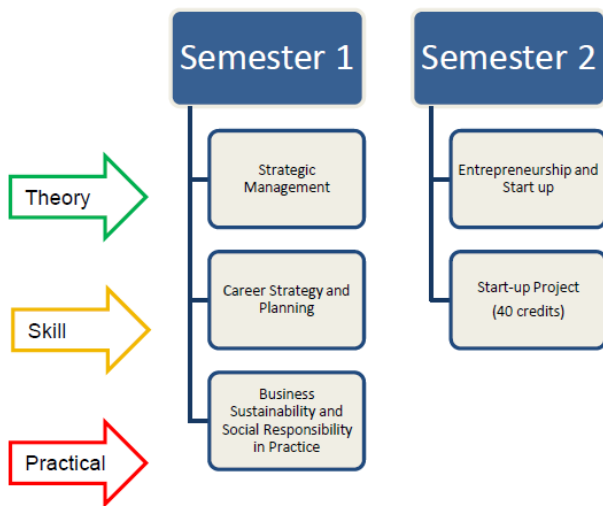 Semester 1
Semester 2
Theory
Strategic
Management
Entrepreneurship and
Start up
Skill
Career Strategy and
Planning
Start-up Project
(40 credits)
Practical
Business
Sustainability and
Social Responsibility
in Practice